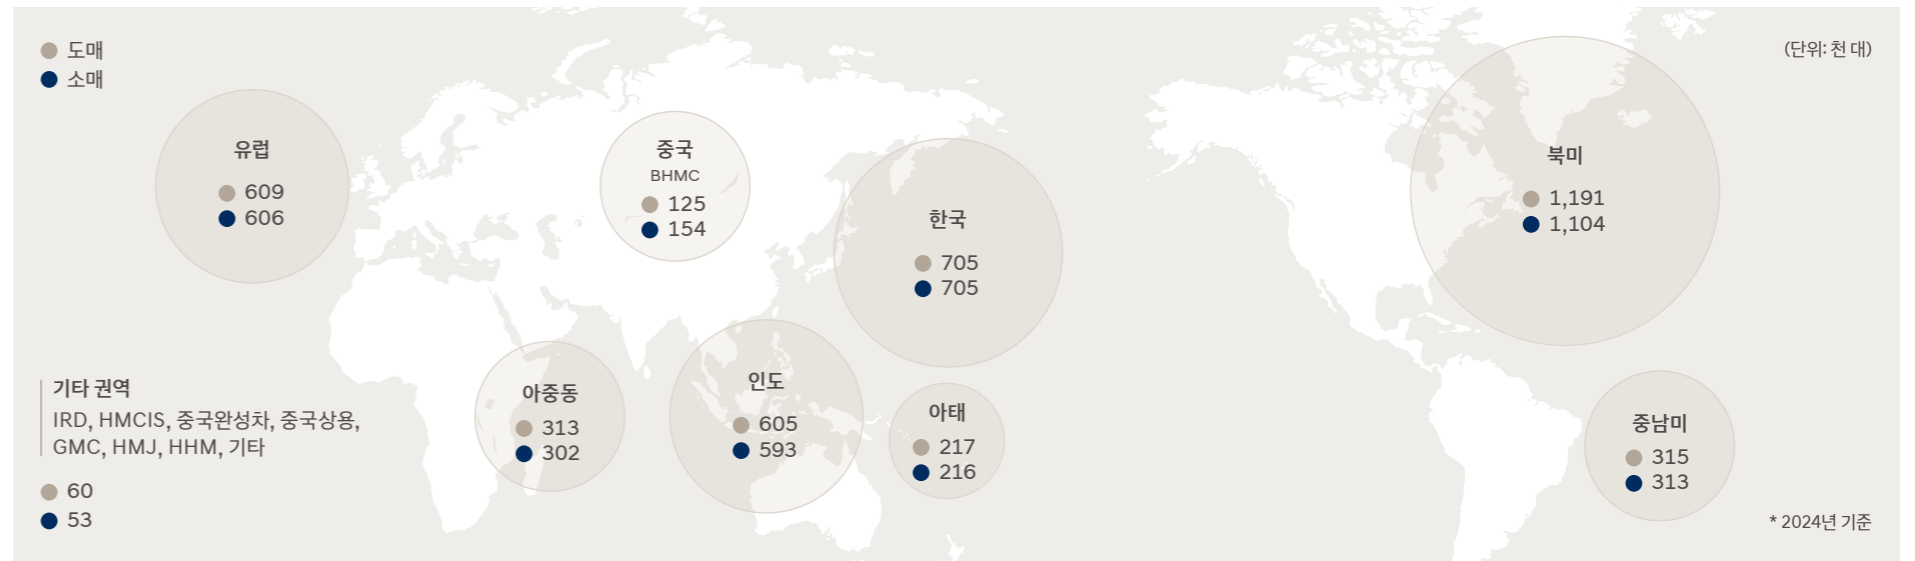 도매
소매
(단위: 천 대)
유럽
609
606
중국
BHMC
125
154
한국
705
705
북미
1,191
1,104
아중동
313
302
인도
605
593
아태
217
216
중남미
315
313
기타 권역
IRD, HMCIS, 중국완성차, 중국상용,
GMC, HMJ, HHM, 기타
60
53
* 2024년 기준